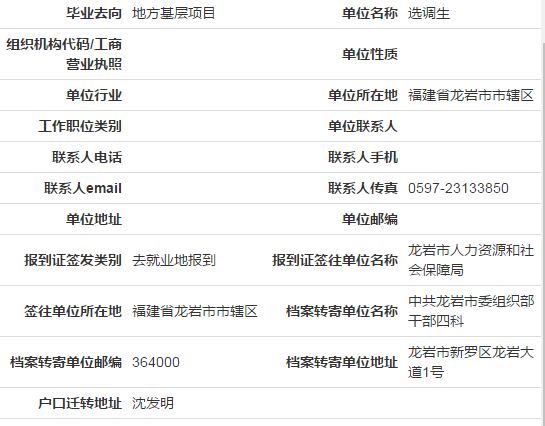 毕业去向 地方基层项目 单位名称 选调生
组织机构代码/工商
营业执照 单位性质
单位行业 单位所在地 福建省龙岩市市辖区
工作职位类别 单位联系人
联系人电话 联系人手机
联系人email 联系人传真 0597-23133850
单位地址 单位邮编
报到证签发类别 去就业地报到 报到证签往单位名称 龙岩市人力资源和社
会保障局
签往单位所在地 福建省龙岩市市辖区 档案转寄单位名称 中共龙岩市委组织部
干部四科
档案转寄单位邮编 364000 档案转寄单位地址 龙岩市新罗区龙岩大
道1号
户口迁转地址 沈发明